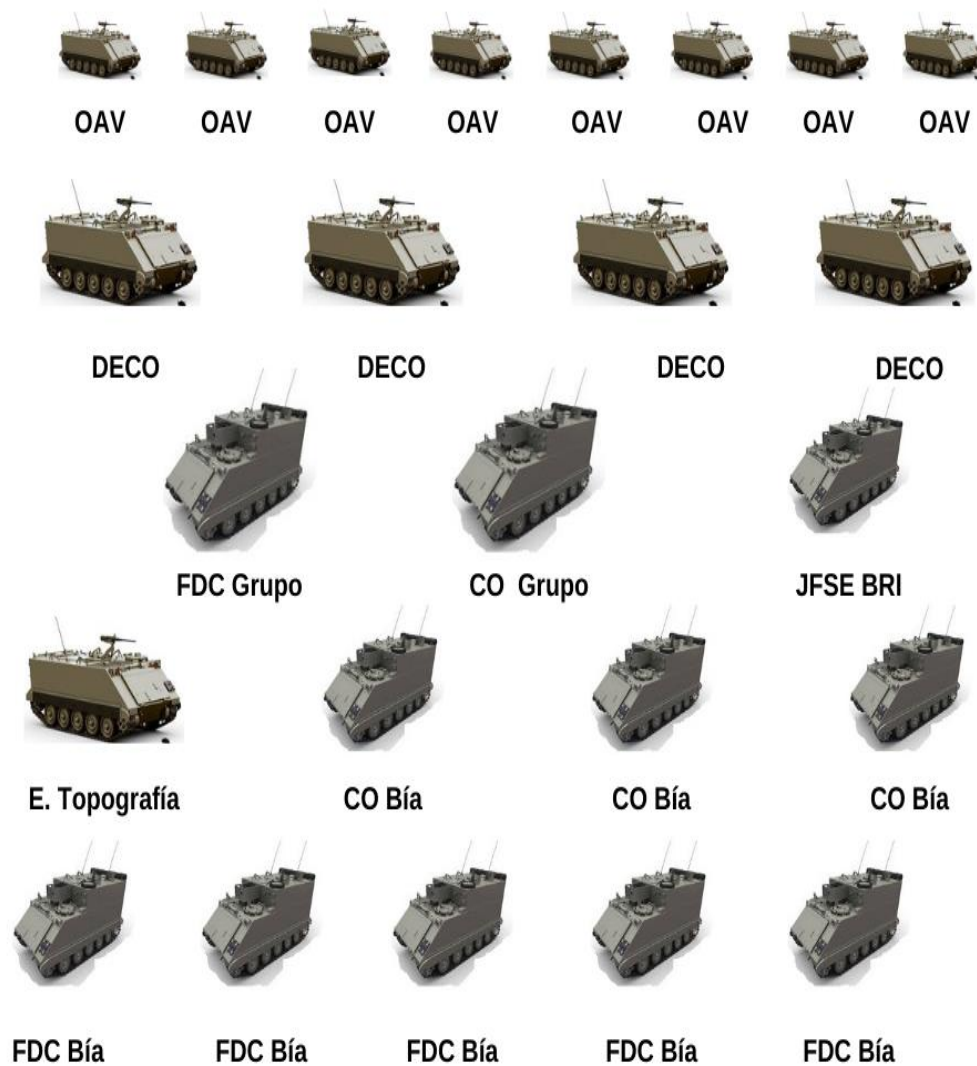 OAV OAV OAV OAV OAV OAV OAV OAV
DECO DECO DECO DECO
FDC Grupo CO Grupo JFSE BRI
E. Topografía CO Bía CO Bía CO Bía
FDC Bía FDC Bía FDC Bía FDC Bía FDC Bía